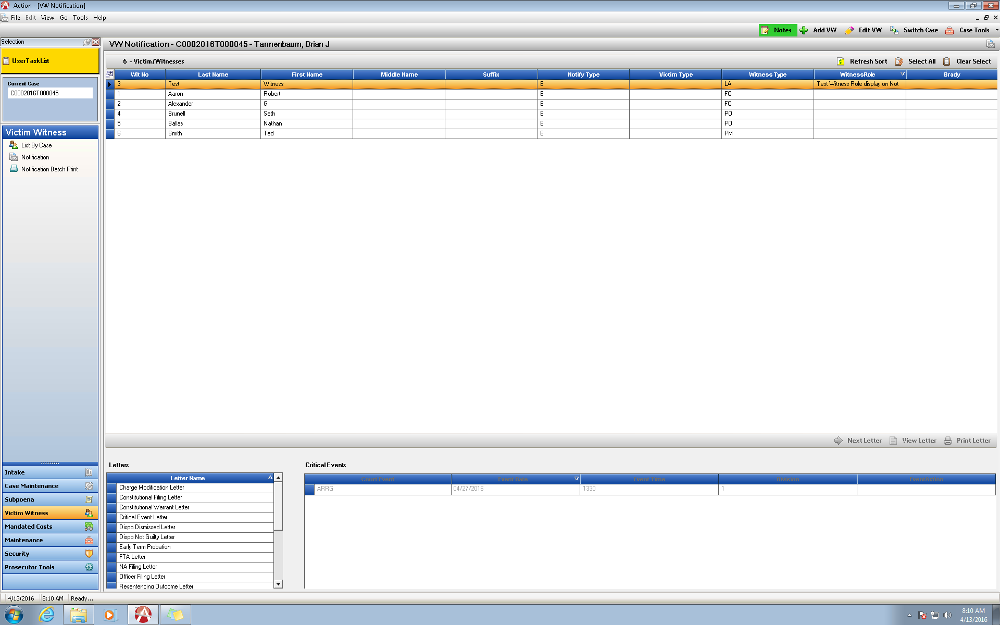 Action - [VW Notification]
File Edit View Go Tools Help
Notes Add VW Edit VW Switch Case Case Tools
Selection
UserTaskList
Current Case
C0082016T000045
Victim Witness
List By Case
Notification
Notification Batch Print
Intake
Case Maintenance
Subpoena
Victim Witness
Mandated Costs
Maintenance
Security
Prosecutor Tools
VW Notification - C0082016T000045 - Tannenbaum, Brian J
6 - Victim/Witnesses Refresh Sort Select All Clear Select
Wit No Last Name First Name Middle Name Suffix Notify Type Victim Type Witness Type WitnessRole Brady
3 Test Witness E LA Test Witness Role display on Not
1 Aaron Robert E FO
2 Alexander G E FO
4 Brunell Seth E PO
5 Ballas Nathan E PO
6 Smith Ted E PM
Next Letter View Letter Print Letter
Letters
Letter Name
Charge Modification Letter
Constitutional Filing Letter
Constitutional Warrant Letter
Critical Event Letter
Dispo Dismissed Letter
Dispo Not Guilty Letter
Early Term Probation
FTA Letter
NA Filing Letter
Officer Filing Letter
Resentencing Outcome Letter
Critical Events
Court Event Event Date Event Time Division EventAction
ARRG 04/27/2016 1330 1
4/13/2016 8:10 AM Ready...
8:10 AM
4/13/2016